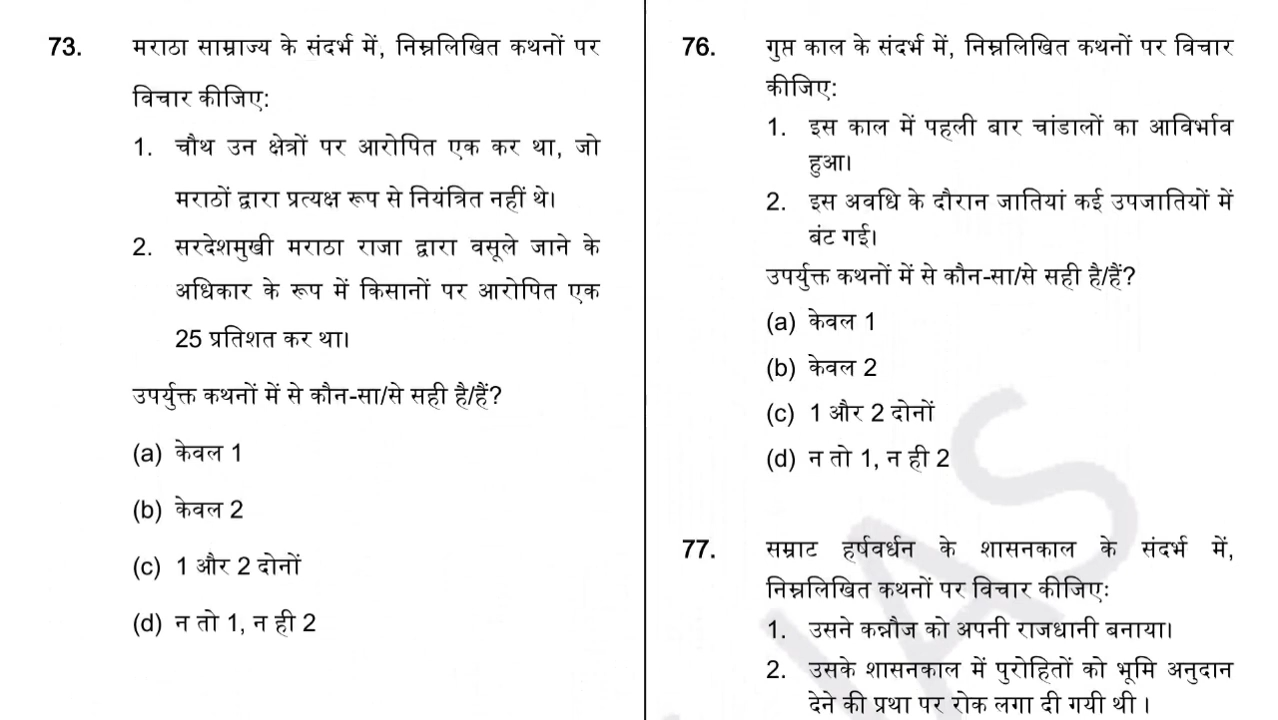 73. मराठा साम्राज्य के संदर्भ में, निम्नलिखित कथनों पर
विचार कीजिए:
1. चौथ उन क्षेत्रों पर आरोपित एक कर था, जो
मराठों द्वारा प्रत्यक्ष रूप से नियंत्रित नहीं थे।
2. सरदेशमुखी मराठा राजा द्वारा वसूले जाने के
अधिकार के रूप में किसानों पर आरोपित एक
25 प्रतिशत कर था।
उपर्युक्त कथनों में से कौन-सा/से सही है/हैं?
(a) केवल 1
(b) केवल 2
(c) 1 और 2 दोनों
(d) न तो 1, न ही 2
76. गुप्त काल के संदर्भ में, निम्नलिखित कथनों पर विचार
कीजिए:
1. इस काल में पहली बार चांडालों का आविर्भाव
हुआ।
2. इस अवधि के दौरान जातियां कई उपजातियों में
बंट गई।
उपर्युक्त कथनों में से कौन-सा/से सही है/हैं?
(a) केवल 1
(b) केवल 2
(c) 1 और 2 दोनों
(d) न तो 1, न ही 2
77. सम्राट हर्षवर्धन के शासनकाल के संदर्भ में,
निम्नलिखित कथनों पर विचार कीजिए:
1. उसने कन्नौज को अपनी राजधानी बनाया।
2. उसके शासनकाल में पुरोहितों को भूमि अनुदान
देने की प्रथा पर रोक लगा दी गयी थी ।
IAS